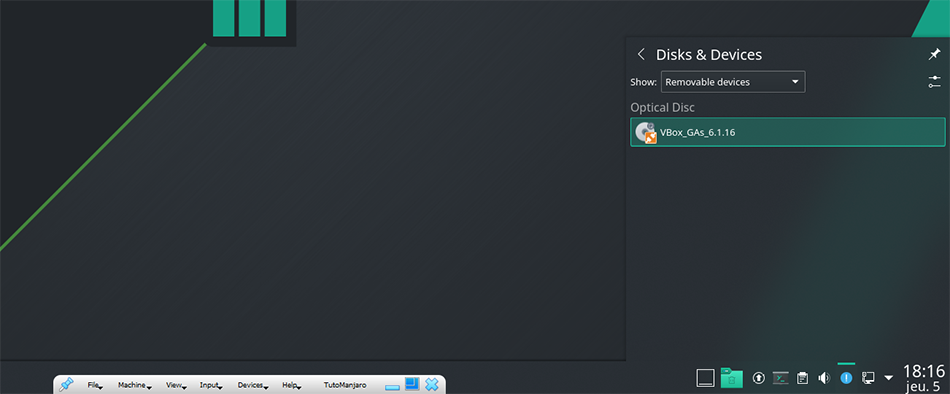 Disks & Devices
Show: Removable devices
Optical Disc
VBox_GAs_6.1.16
File Machine View Input Devices Help TutoManjaro
18:16
jeu. 5